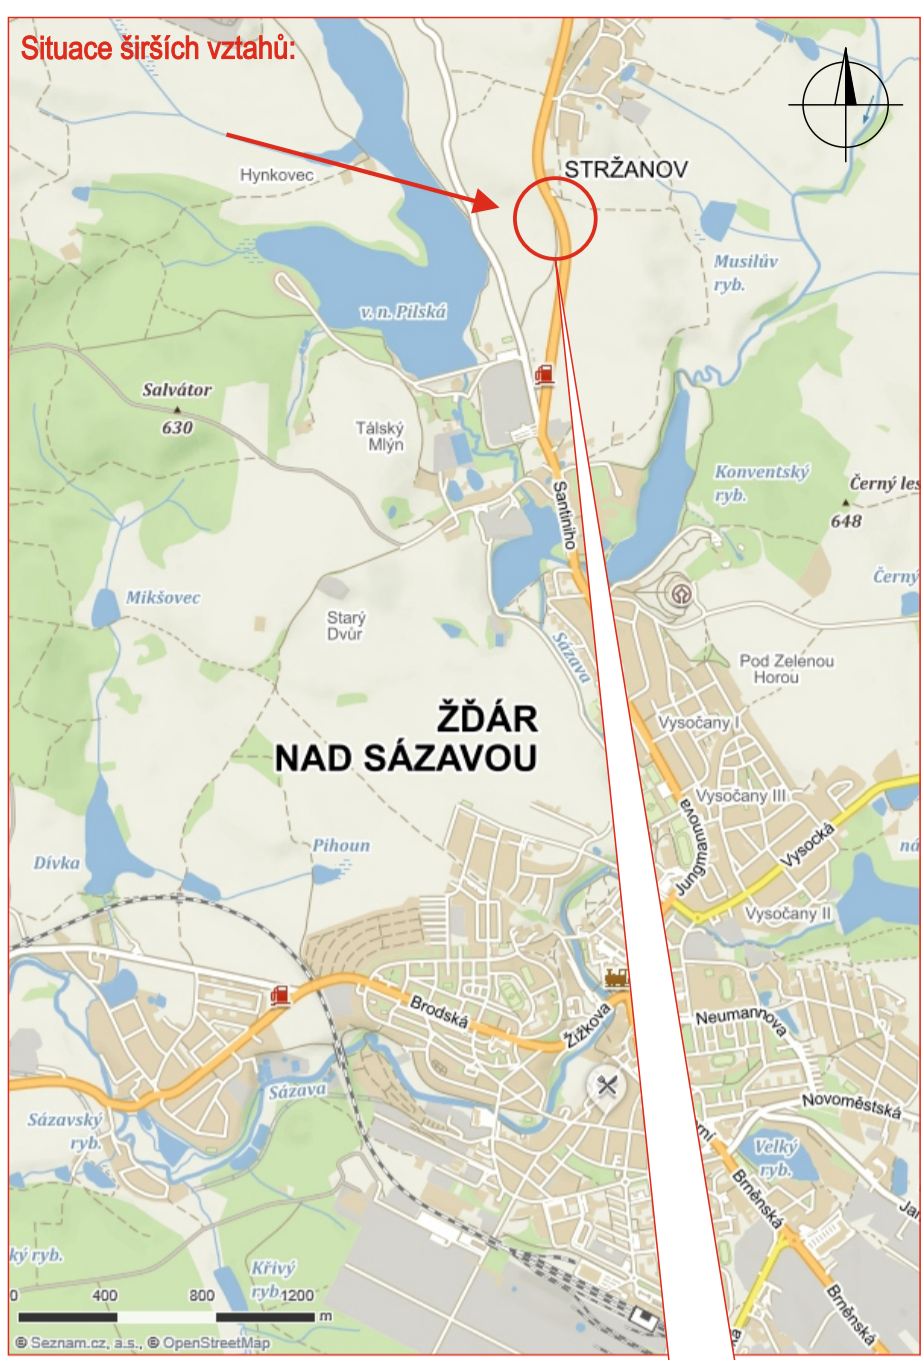 Situace širších vztahů:
STRŽANOV
Hynkovec
Musilův
ryb.
v. n. Pilská
Salvátor
630
Tálský
Mlýn
Konventský
ryb.
Černý les
648
Santiniho
Černý
Mikšovec
Starý
Dvůr
Sázava
Pod Zelenou
Horou
ŽĎÁR
NAD SÁZAVOU
Vysočany I
Vysočany III
Jungmannova
Vysocká
Pihoun
Dívka
ná
Vysočany II
Brodská
Žižkova
Neumannova
Sázava
Novoměstská
Sázavský
ryb.
rní
Velký
ryb.
Brněnská
Jar
ký ryb.
Křivý
ryb.
0 400 800 1200
m
Brněnská
© Seznam.cz, a.s., © OpenStreetMap